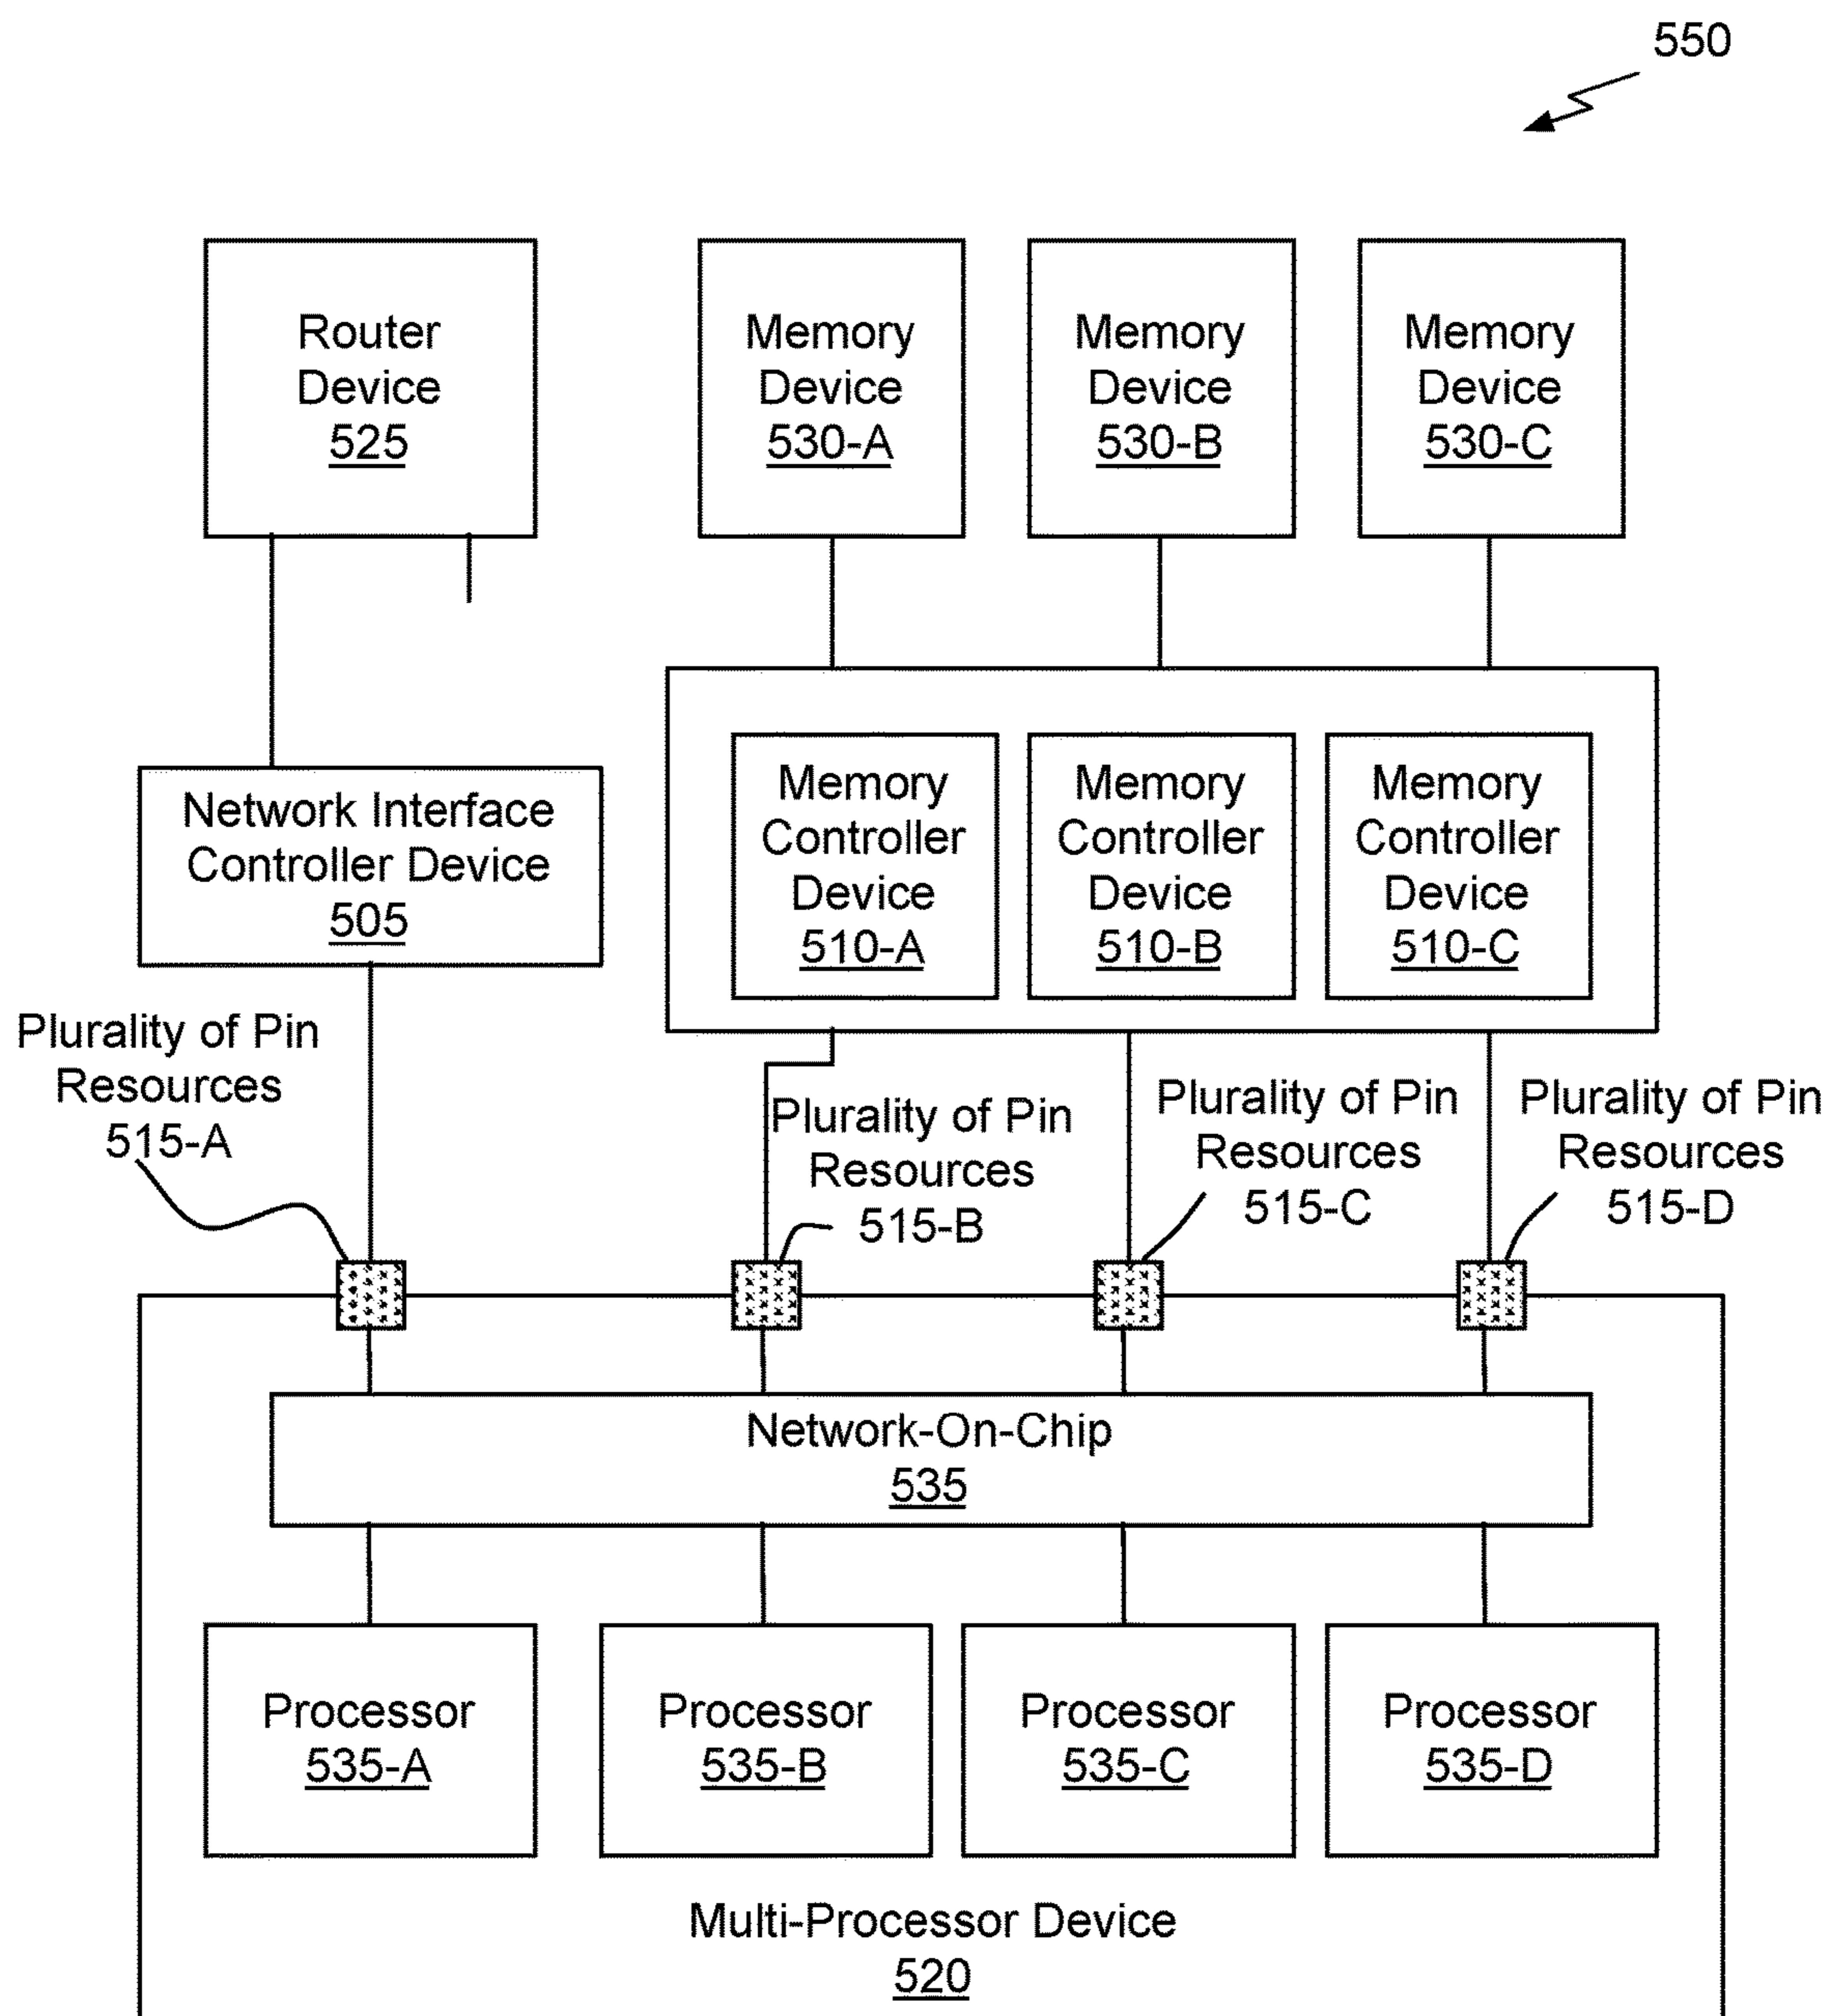 550
Router
Device
525
Memory
Device
530-A
Memory
Device
530-B
Memory
Device
530-C
Network Interface
Controller Device
505
Memory
Controller
Device
510-A
Memory
Controller
Device
510-B
Memory
Controller
Device
510-C
Plurality of Pin
Resources
515-A
Plurality of Pin
Resources
515-B
Plurality of Pin
Resources
515-C
Plurality of Pin
Resources
515-D
Network-On-Chip
535
Processor
535-A
Processor
535-B
Processor
535-C
Processor
535-D
Multi-Processor Device
520